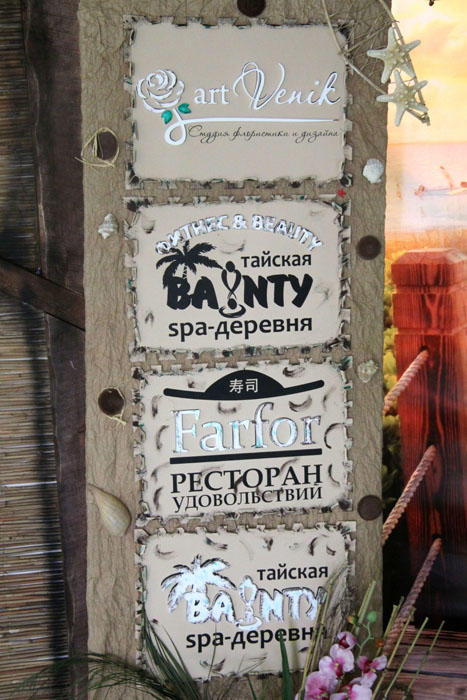 art Venik
Студия флористики и дизайна
ФИТНЕС & BEAUTY
тайская
BAUNTY
spa-деревня
寿司
Farfor
РЕСТОРАН
УДОВОЛЬСТВИЙ
тайская
BAUNTY
spa-деревня